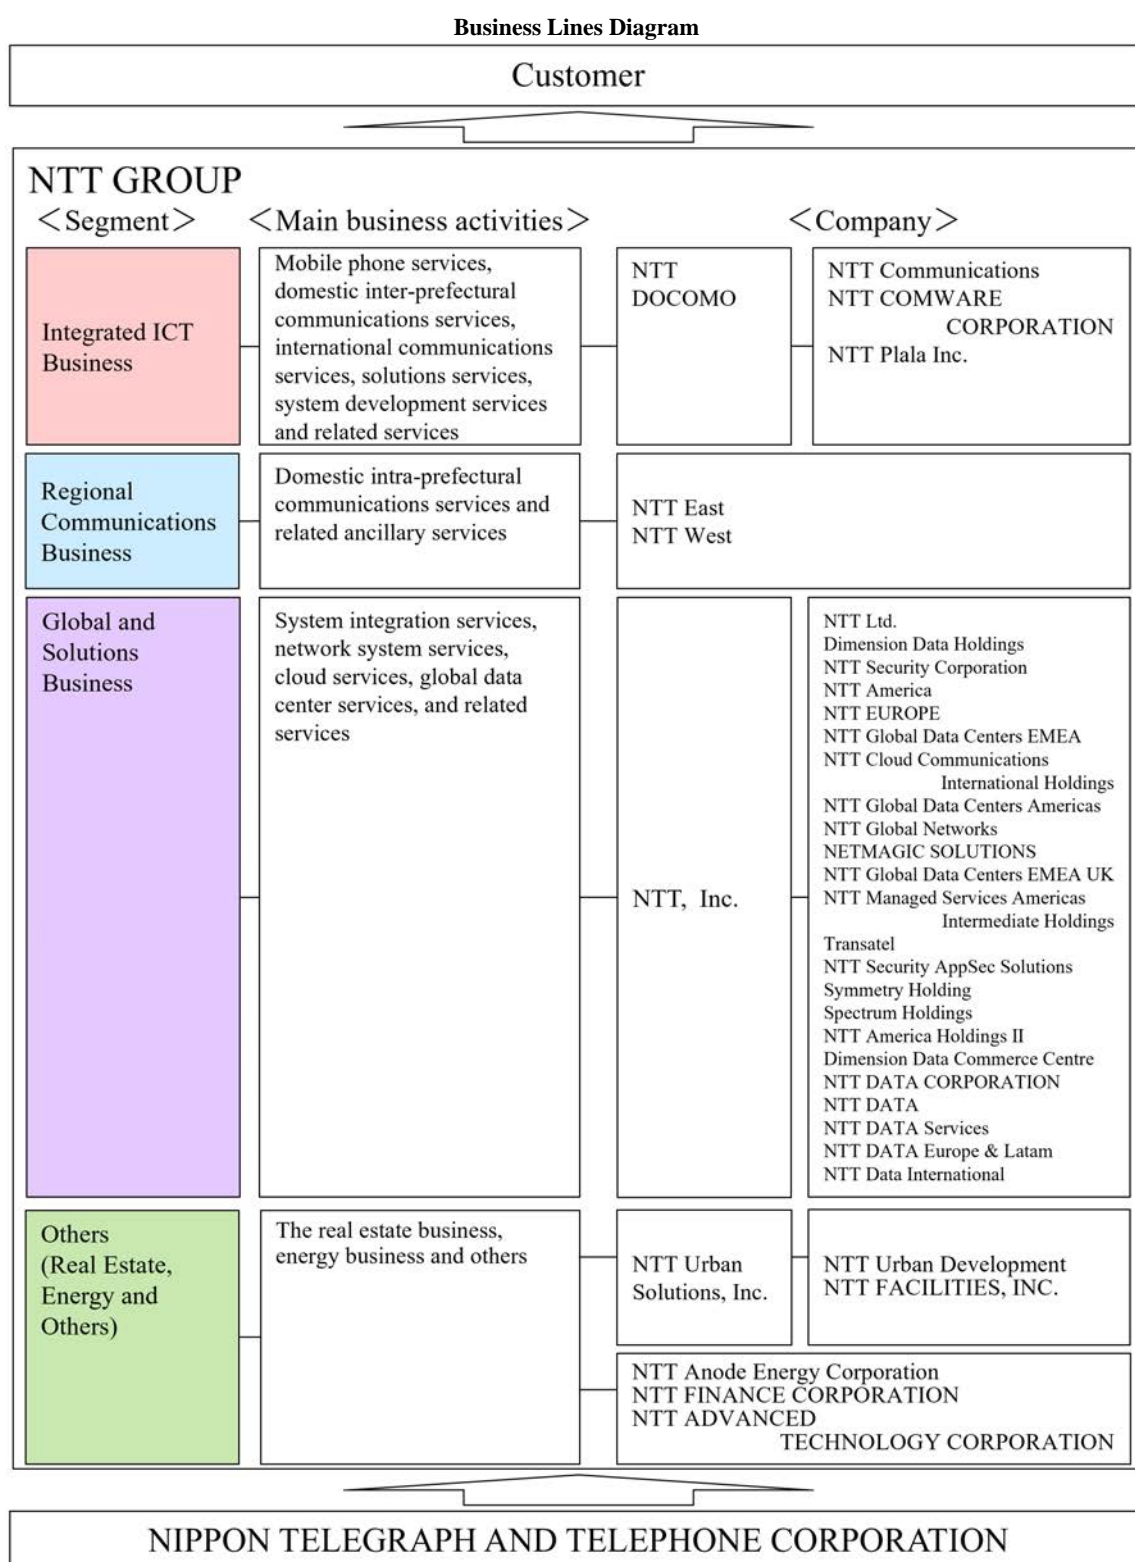 Business Lines Diagram
Customer
NTT GROUP
＜Segment＞
＜Main business activities＞
＜Company＞
Integrated ICT
Business
Mobile phone services,
domestic inter-prefectural
communications services,
international communications
services, solutions services,
system development services
and related services
NTT
DOCOMO
NTT Communications
NTT COMWARE
CORPORATION
NTT Plala Inc.
Regional
Communications
Business
Domestic intra-prefectural
communications services and
related ancillary services
NTT East
NTT West
Global and
Solutions
Business
System integration services,
network system services,
cloud services, global data
center services, and related
services
NTT, Inc.
NTT Ltd.
Dimension Data Holdings
NTT Security Corporation
NTT America
NTT EUROPE
NTT Global Data Centers EMEA
NTT Cloud Communications
International Holdings
NTT Global Data Centers Americas
NTT Global Networks
NETMAGIC SOLUTIONS
NTT Global Data Centers EMEA UK
NTT Managed Services Americas
Intermediate Holdings
Transatel
NTT Security AppSec Solutions
Symmetry Holding
Spectrum Holdings
NTT America Holdings II
Dimension Data Commerce Centre
NTT DATA CORPORATION
NTT DATA
NTT DATA Services
NTT DATA Europe & Latam
NTT Data International
Others
(Real Estate,
Energy and
Others)
The real estate business,
energy business and others
NTT Urban
Solutions, Inc.
NTT Urban Development
NTT FACILITIES, INC.
NTT Anode Energy Corporation
NTT FINANCE CORPORATION
NTT ADVANCED
TECHNOLOGY CORPORATION
NIPPON TELEGRAPH AND TELEPHONE CORPORATION